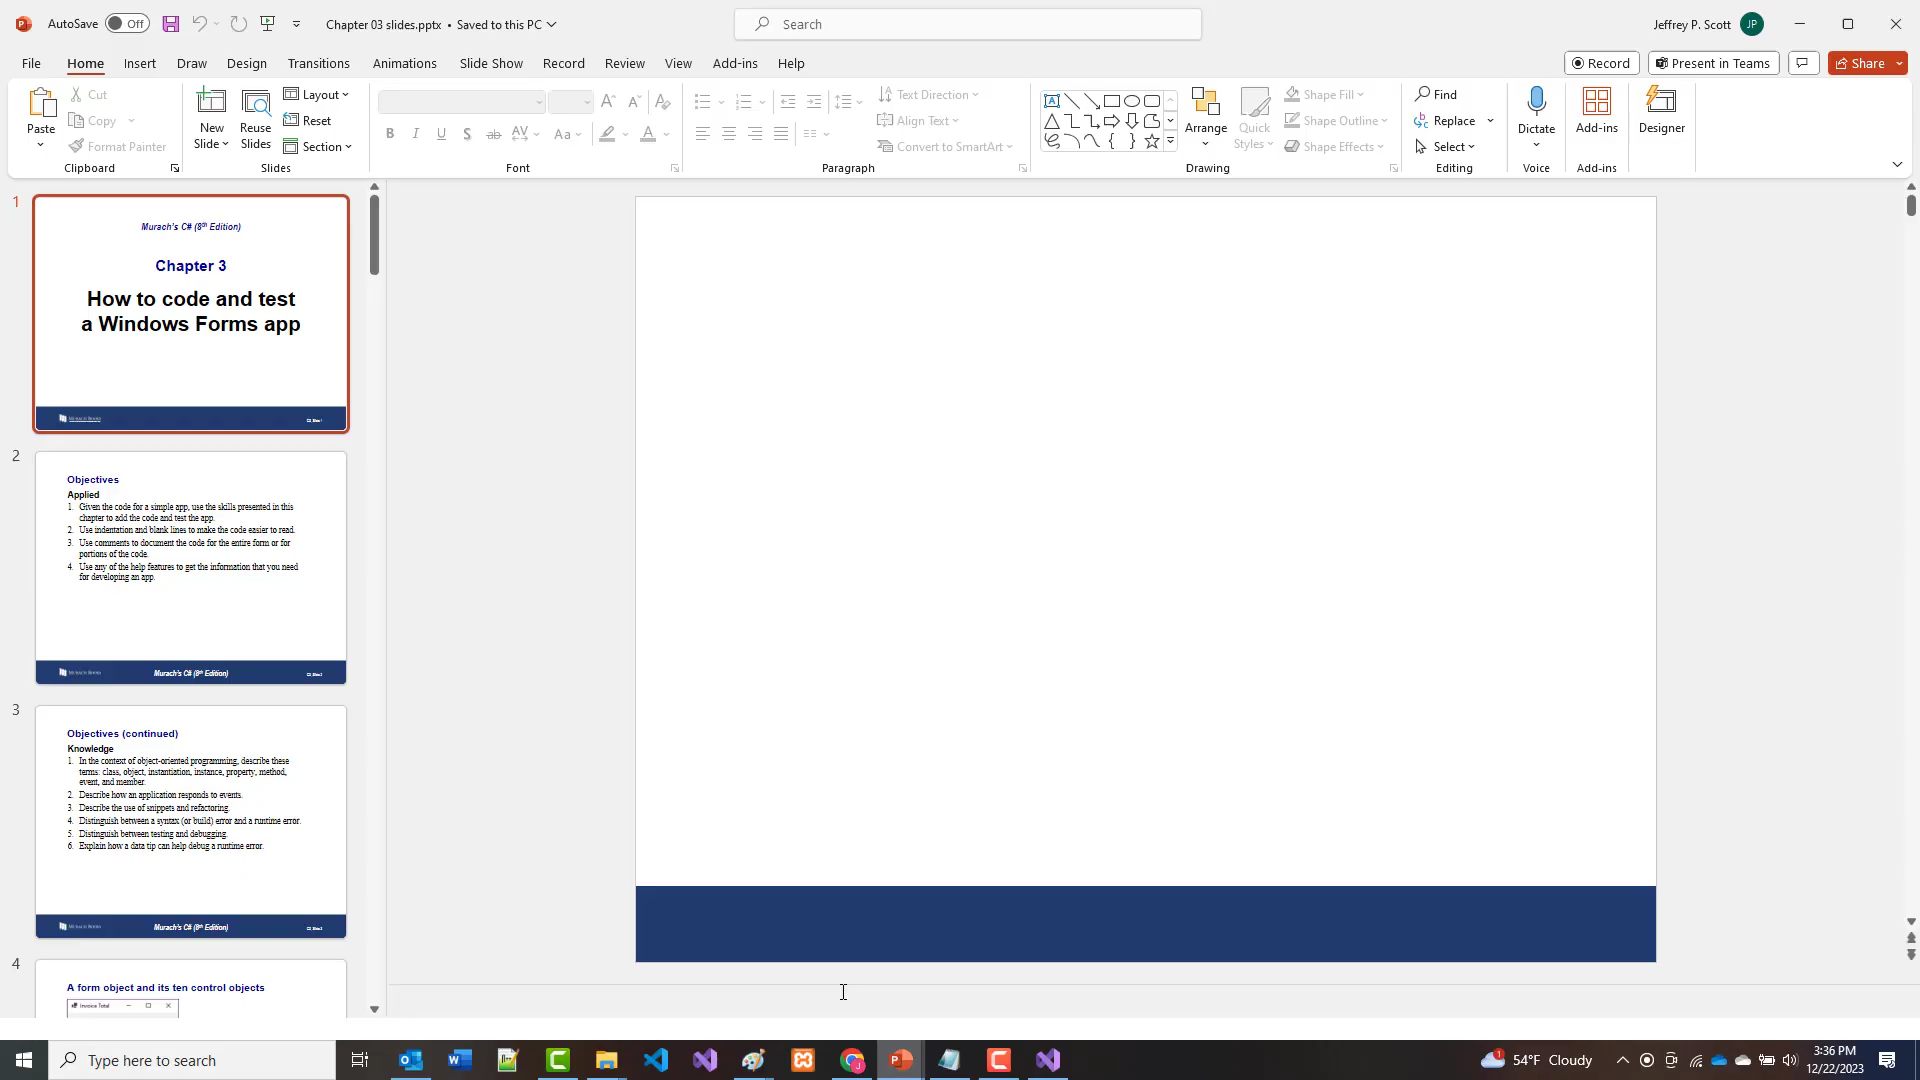 AutoSave Off Chapter 03 slides.pptx • Saved to this PC Search Jeffrey P. Scott JP
File Home Insert Draw Design Transitions Animations Slide Show Record Review View Add-ins Help Record Present in Teams Share
Paste
Cut
Copy
Format Painter
Clipboard
New Slide
Reuse Slides
Layout
Reset
Section
Slides
Font
Text Direction
Align Text
Convert to SmartArt
Paragraph
Arrange
Quick Styles
Shape Fill
Shape Outline
Shape Effects
Drawing
Find
Replace
Select
Editing
Dictate
Voice
Add-ins
Add-ins
Designer
1
Murach's C# (8th Edition)
Chapter 3
How to code and test
a Windows Forms app
2
Objectives
Applied
1. Given the code for a simple app, use the skills presented in this
chapter to add the code and test the app.
2. Use indentation and blank lines to make the code easier to read.
3. Use comments to document the code for the entire form or for
portions of the code.
4. Use any of the help features to get the information that you need
for developing an app.
Murach's C# (8th Edition)
3
Objectives (continued)
Knowledge
1. In the context of object-oriented programming, describe these
terms: class, object, instantiation, instance, property, method,
event, and member.
2. Describe how an application responds to events.
3. Describe the use of snippets and refactoring.
4. Distinguish between a syntax (or build) error and a runtime error.
5. Distinguish between testing and debugging.
6. Explain how a data tip can help debug a runtime error.
Murach's C# (8th Edition)
4
A form object and its ten control objects
Invoice Total
Type here to search
54°F Cloudy
3:36 PM
12/22/2023